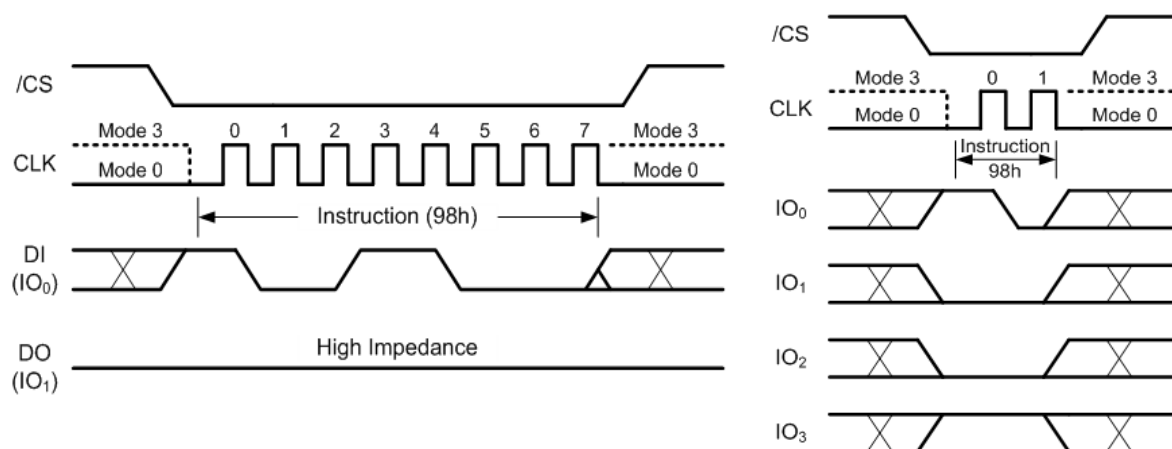 /CS
Mode 3 0 1 2 3 4 5 6 7 Mode 3
CLK
Mode 0 Mode 0
Instruction (98h)
DI
(IO₀)
High Impedance
DO
(IO₁)
/CS
Mode 3 0 1 Mode 3
CLK
Mode 0 Mode 0
Instruction
98h
IO₀
IO₁
IO₂
IO₃